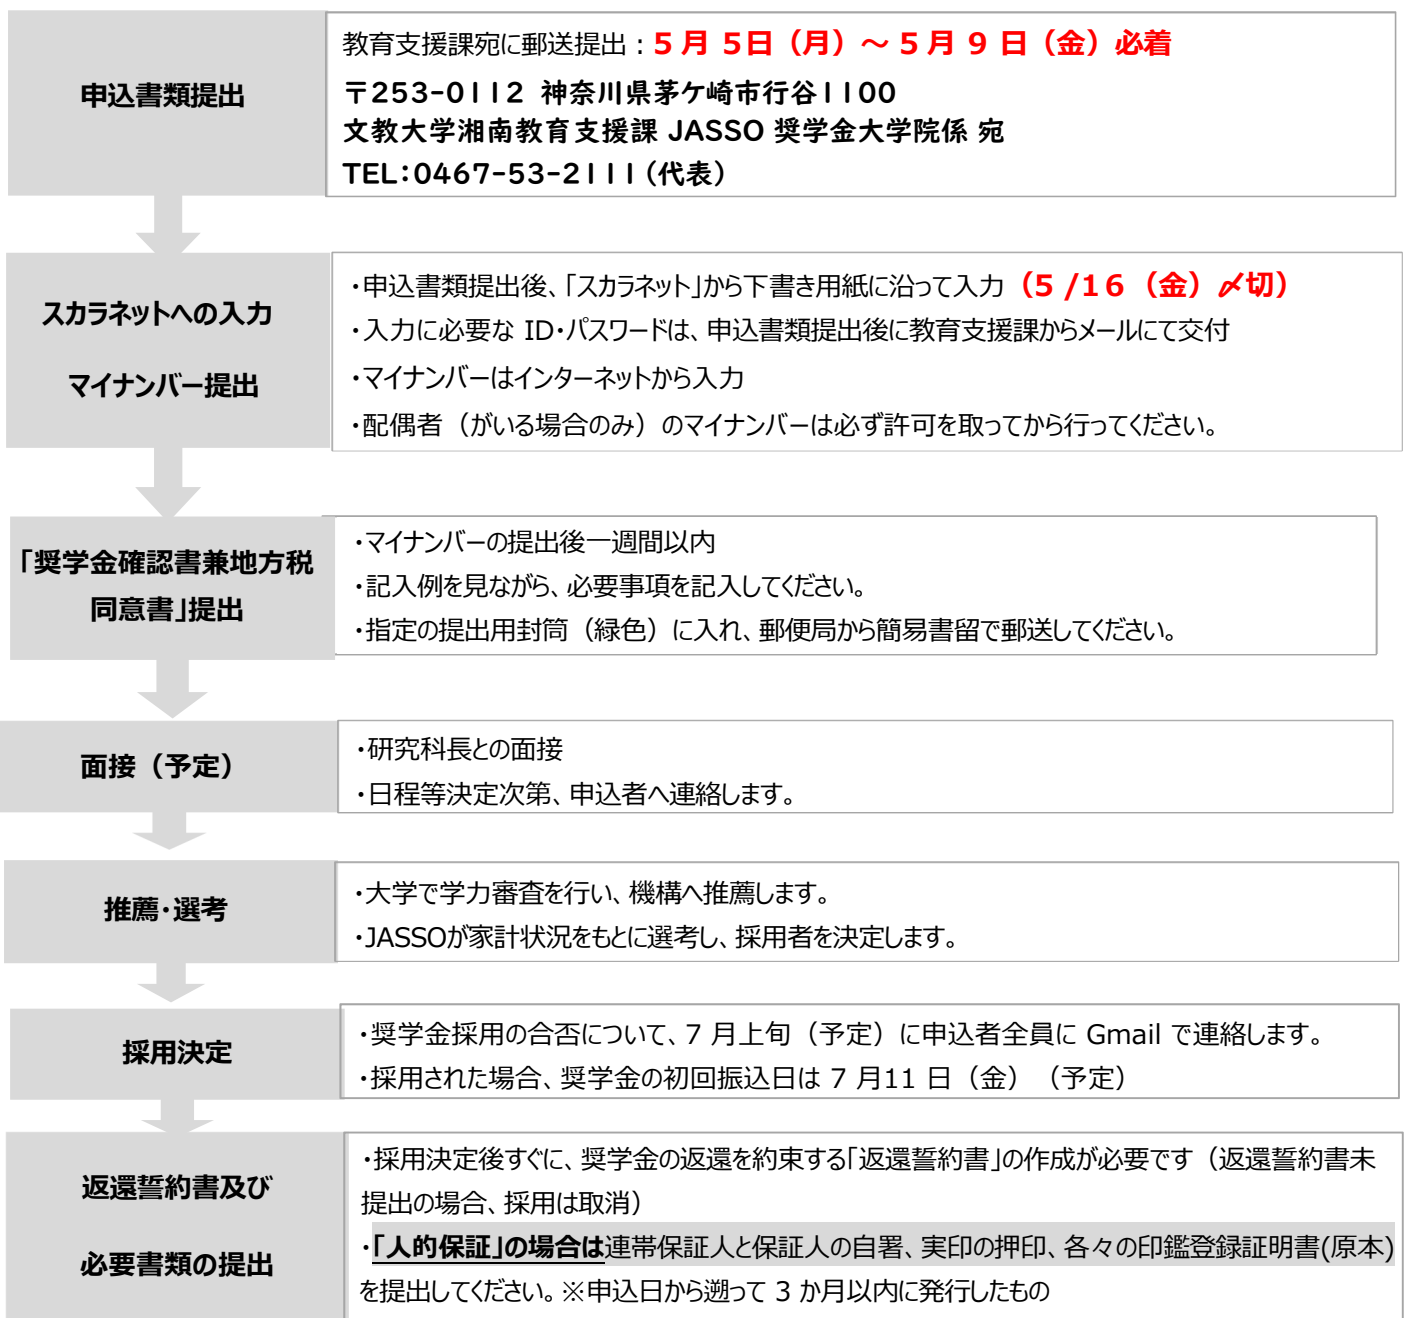 申込書類提出
教育支援課宛に郵送提出：5 月 5日（月）～ 5 月 9 日（金）必着
〒253-0112 神奈川県茅ケ崎市行谷1100
文教大学湘南教育支援課 JASSO 奨学金大学院係 宛
TEL：0467-53-2111（代表）
スカラネットへの入力
マイナンバー提出
・申込書類提出後、「スカラネット」から下書き用紙に沿って入力（5 /16 （金）〆切）
・入力に必要な ID・パスワードは、申込書類提出後に教育支援課からメールにて交付
・マイナンバーはインターネットから入力
・配偶者（がいる場合のみ）のマイナンバーは必ず許可を取ってから行ってください。
「奨学金確認書兼地方税
同意書」提出
・マイナンバーの提出後一週間以内
・記入例を見ながら、必要事項を記入してください。
・指定の提出用封筒（緑色）に入れ、郵便局から簡易書留で郵送してください。
面接（予定）
・研究科長との面接
・日程等決定次第、申込者へ連絡します。
推薦・選考
・大学で学力審査を行い、機構へ推薦します。
・JASSOが家計状況をもとに選考し、採用者を決定します。
採用決定
・奨学金採用の合否について、7 月上旬（予定）に申込者全員に Gmail で連絡します。
・採用された場合、奨学金の初回振込日は 7 月11 日（金）（予定）
返還誓約書及び
必要書類の提出
・採用決定後すぐに、奨学金の返還を約束する「返還誓約書」の作成が必要です（返還誓約書未
提出の場合、採用は取消）
・「人的保証」の場合は連帯保証人と保証人の自署、実印の押印、各々の印鑑登録証明書(原本)
を提出してください。※申込日から遡って 3 か月以内に発行したもの